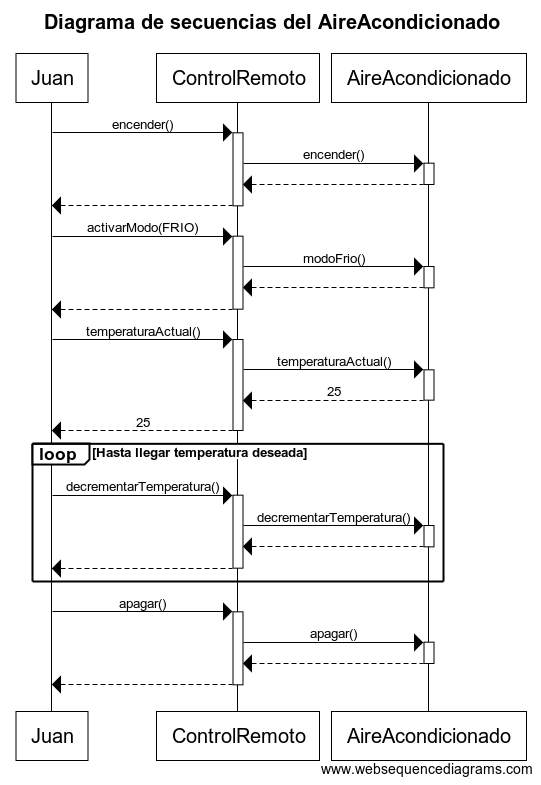 Diagrama de secuencias del AireAcondicionado
Juan
ControlRemoto
AireAcondicionado
encender()
encender()
activarModo(FRIO)
modoFrio()
temperaturaActual()
temperaturaActual()
25
25
loop
[Hasta llegar temperatura deseada]
decrementarTemperatura()
decrementarTemperatura()
apagar()
apagar()
Juan
ControlRemoto
AireAcondicionado
www.websequencediagrams.com